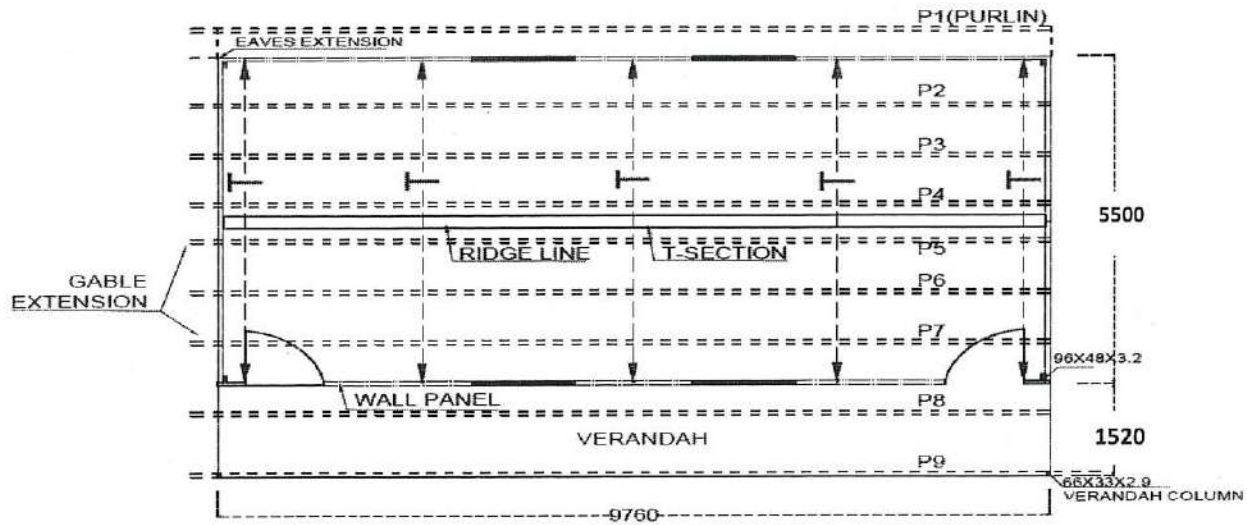 P1(PURLIN)
EAVES EXTENSION
P2
P3
P4
5500
P5
RIDGE LINE
T-SECTION
P6
GABLE
EXTENSION
P7
96X48X3.2
WALL PANEL
P8
VERANDAH
1520
P9
66X33X2.9
VERANDAH COLUMN
9760